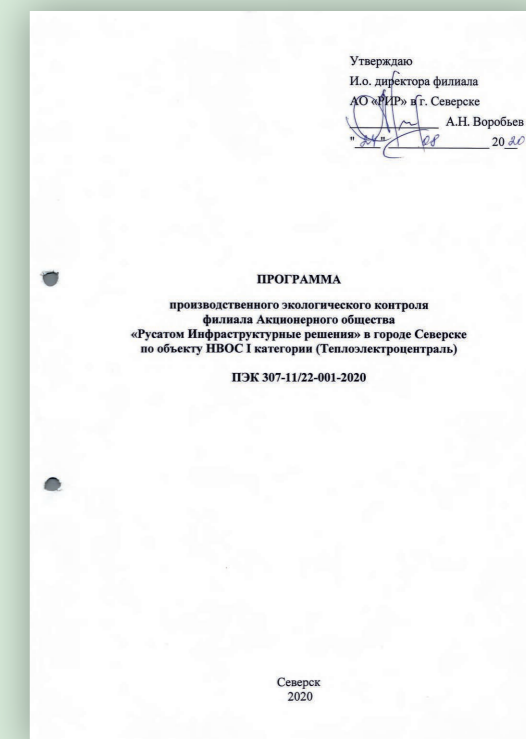 Утверждаю
И.о. директора филиала
АО «РИР» в г. Северске
А.Н. Воробьев
"24" 08 2020
ПРОГРАММА
производственного экологического контроля
филиала Акционерного общества
«Русатом Инфраструктурные решения» в городе Северске
по объекту НВОС I категории (Теплоэлектроцентраль)
ПЭК 307-11/22-001-2020
Северск
2020